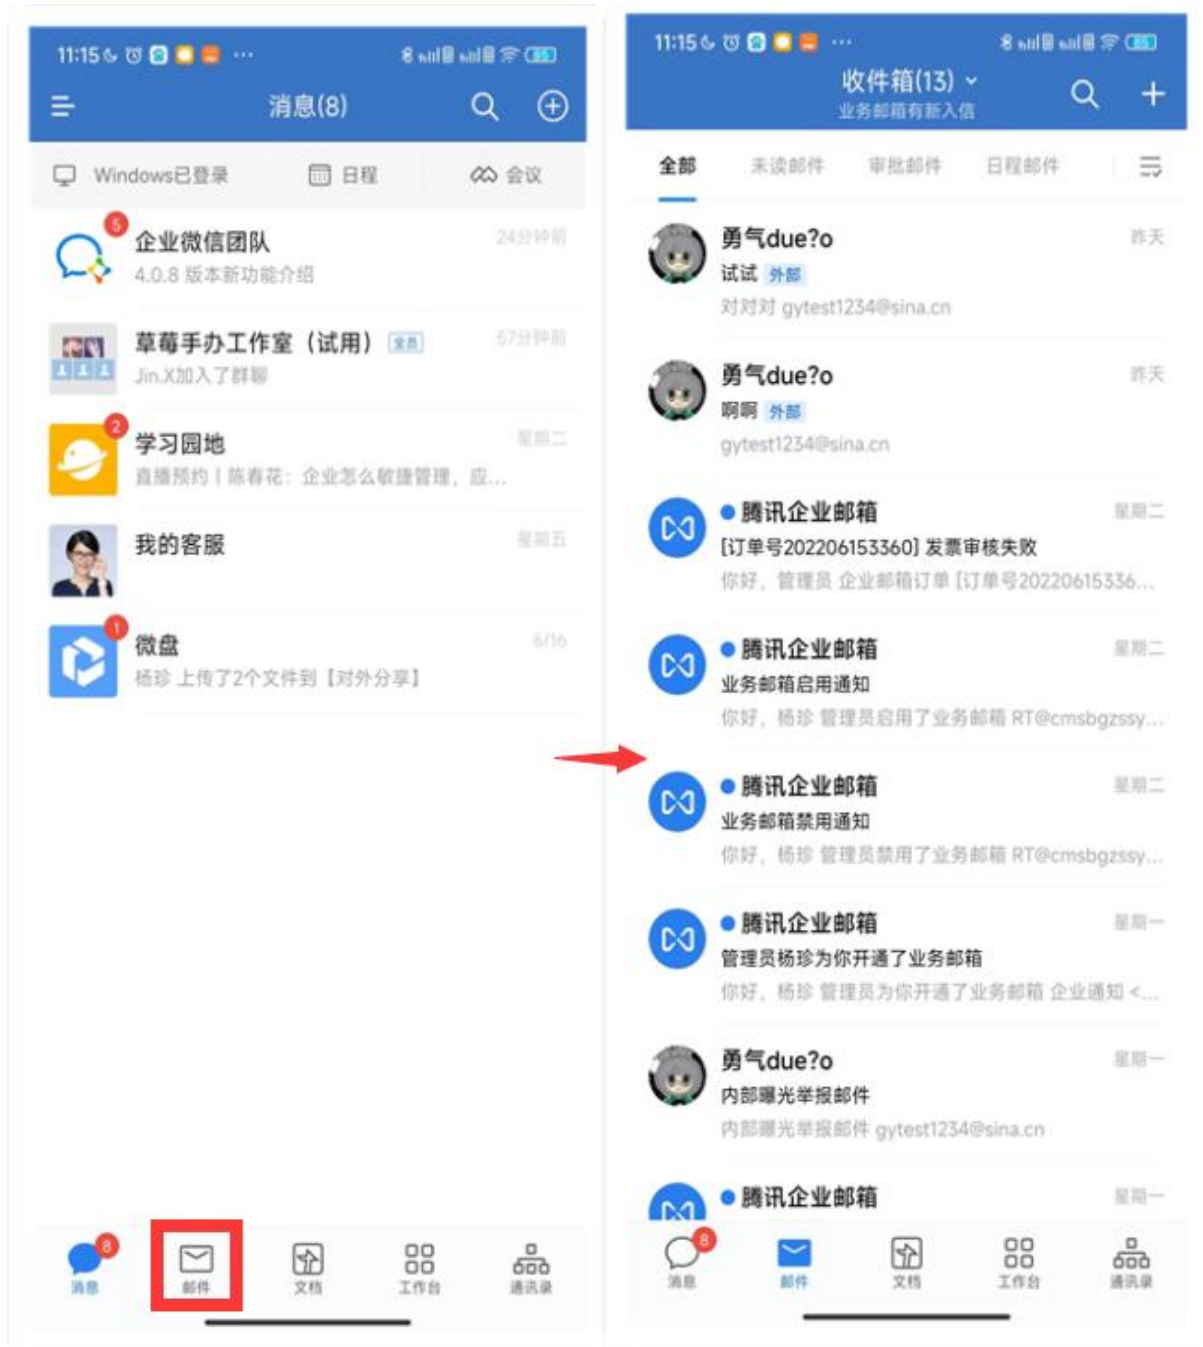 11:15
85
消息(8)
Windows已登录
日程
会议
5
企业微信团队
24分钟前
4.0.8 版本新功能介绍
草莓手办工作室（试用）
全员
57分钟前
Jin.X加入了群聊
2
学习园地
星期二
直播预约丨陈春花：企业怎么敏捷管理，应...
我的客服
星期五
1
微盘
6/16
杨珍 上传了2个文件到【对外分享】
8
消息
邮件
文档
工作台
通讯录
11:15
85
收件箱(13)
业务邮箱有新入信
全部
未读邮件
审批邮件
日程邮件
勇气due?o
昨天
试试 外部
对对对 gytest1234@sina.cn
勇气due?o
昨天
啊啊 外部
gytest1234@sina.cn
腾讯企业邮箱
星期二
[订单号202206153360] 发票审核失败
你好，管理员 企业邮箱订单 [订单号20220615336...
腾讯企业邮箱
星期二
业务邮箱启用通知
你好，杨珍 管理员启用了业务邮箱 RT@cmsbgzssy...
腾讯企业邮箱
星期二
业务邮箱禁用通知
你好，杨珍 管理员禁用了业务邮箱 RT@cmsbgzssy...
腾讯企业邮箱
星期一
管理员杨珍为你开通了业务邮箱
你好，杨珍 管理员为你开通了业务邮箱 企业通知 <...
勇气due?o
星期一
内部曝光举报邮件
内部曝光举报邮件 gytest1234@sina.cn
腾讯企业邮箱
星期一
8
消息
邮件
文档
工作台
通讯录